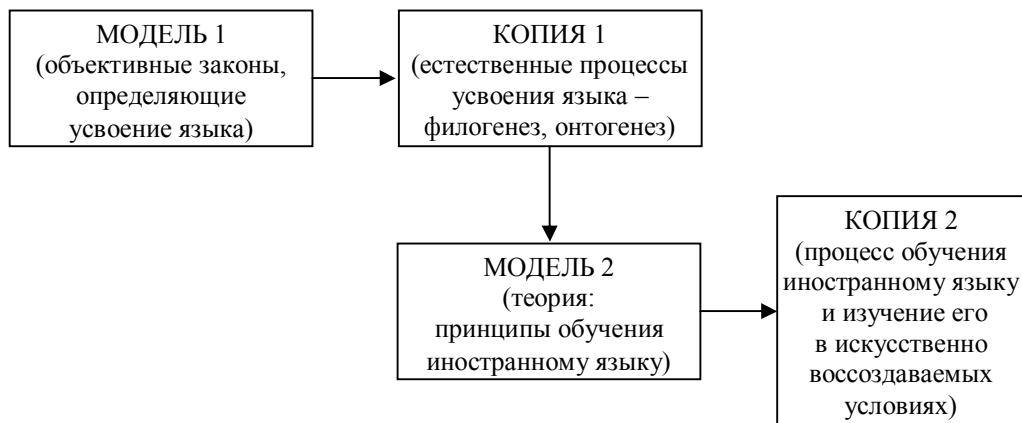 МОДЕЛЬ 1
(объективные законы,
определяющие
усвоение языка)
КОПИЯ 1
(естественные процессы
усвоения языка –
филогенез, онтогенез)
МОДЕЛЬ 2
(теория:
принципы обучения
иностранному языку)
КОПИЯ 2
(процесс обучения
иностранному языку
и изучение его
в искусственно
воссоздаваемых
условиях)